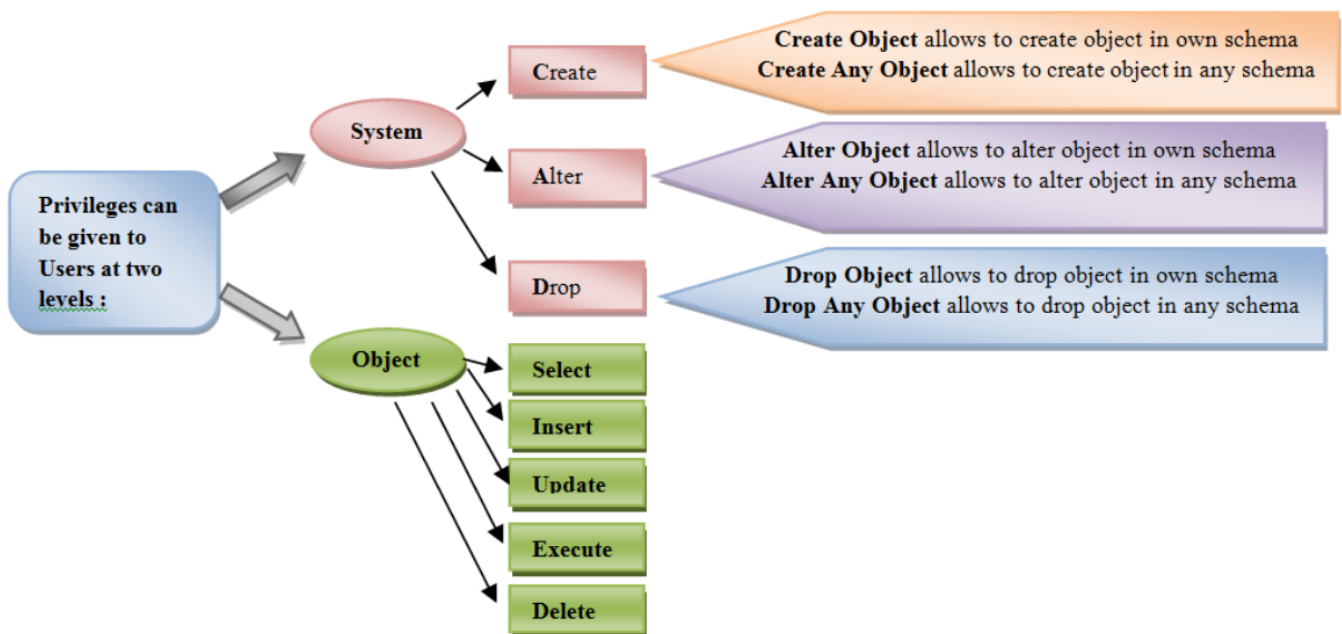 Privileges can
be given to
Users at two
levels :
System
Create
Create Object allows to create object in own schema
Create Any Object allows to create object in any schema
Alter
Alter Object allows to alter object in own schema
Alter Any Object allows to alter object in any schema
Drop
Drop Object allows to drop object in own schema
Drop Any Object allows to drop object in any schema
Object
Select
Insert
Update
Execute
Delete